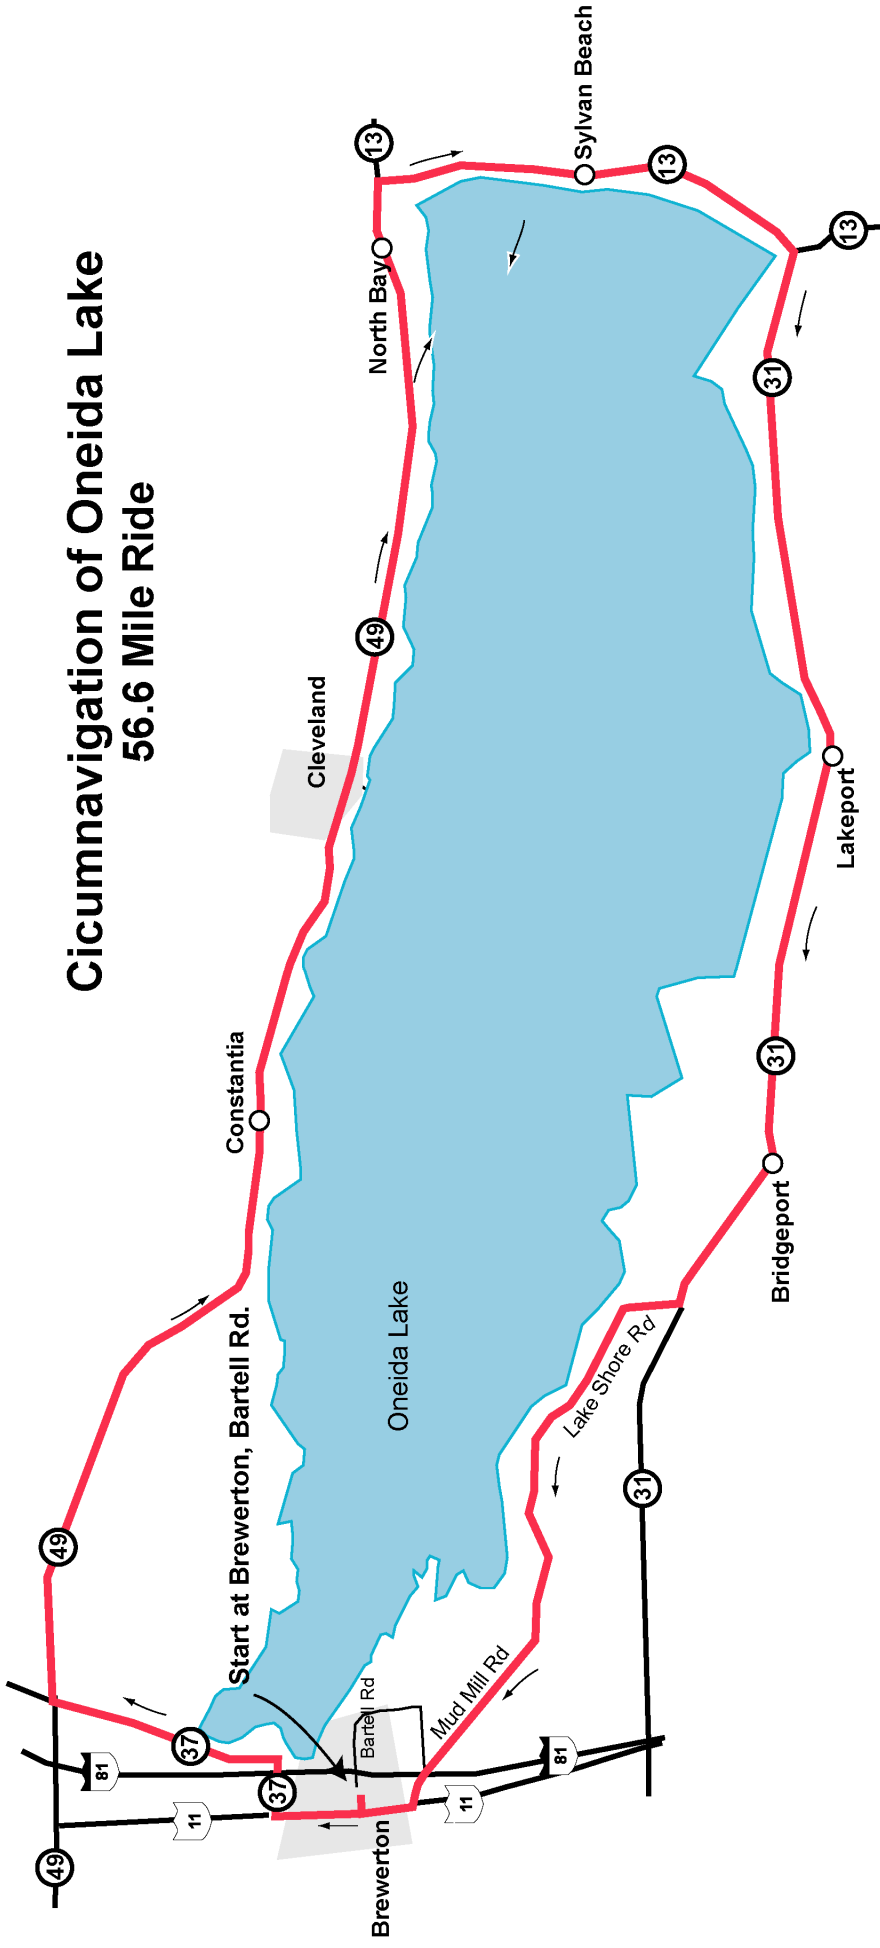 Cicumnavigation of Oneida Lake
56.6 Mile Ride
49
49
37
37
81
11
Start at Brewerton, Bartell Rd.
Constantia
Cleveland
49
North Bay
13
Sylvan Beach
13
13
31
Lakeport
31
Bridgeport
Lake Shore Rd
31
Mud Mill Rd
Bartell Rd
Brewerton
11
81
Oneida Lake